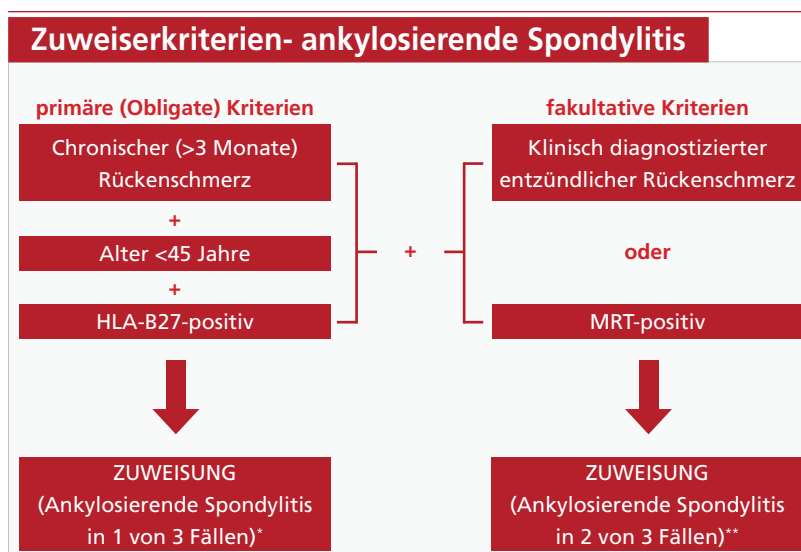 Zuweiserkriterien- ankylosierende Spondylitis
primäre (Obligate) Kriterien
Chronischer (>3 Monate)
Rückenschmerz
+
Alter <45 Jahre
+
HLA-B27-positiv
ZUWEISUNG
(Ankylosierende Spondylitis
in 1 von 3 Fällen)*
+
fakultative Kriterien
Klinisch diagnostizierter
entzündlicher Rückenschmerz
oder
MRT-positiv
ZUWEISUNG
(Ankylosierende Spondylitis
in 2 von 3 Fällen)**